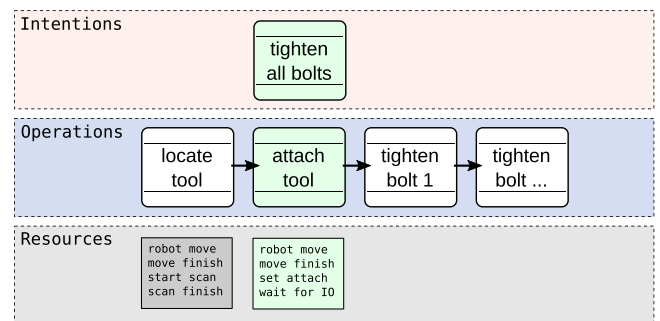 Intentions
tighten
all bolts
Operations
locate
tool
attach
tool
tighten
bolt 1
tighten
bolt ...
Resources
robot move
move finish
start scan
scan finish
robot move
move finish
set attach
wait for IO